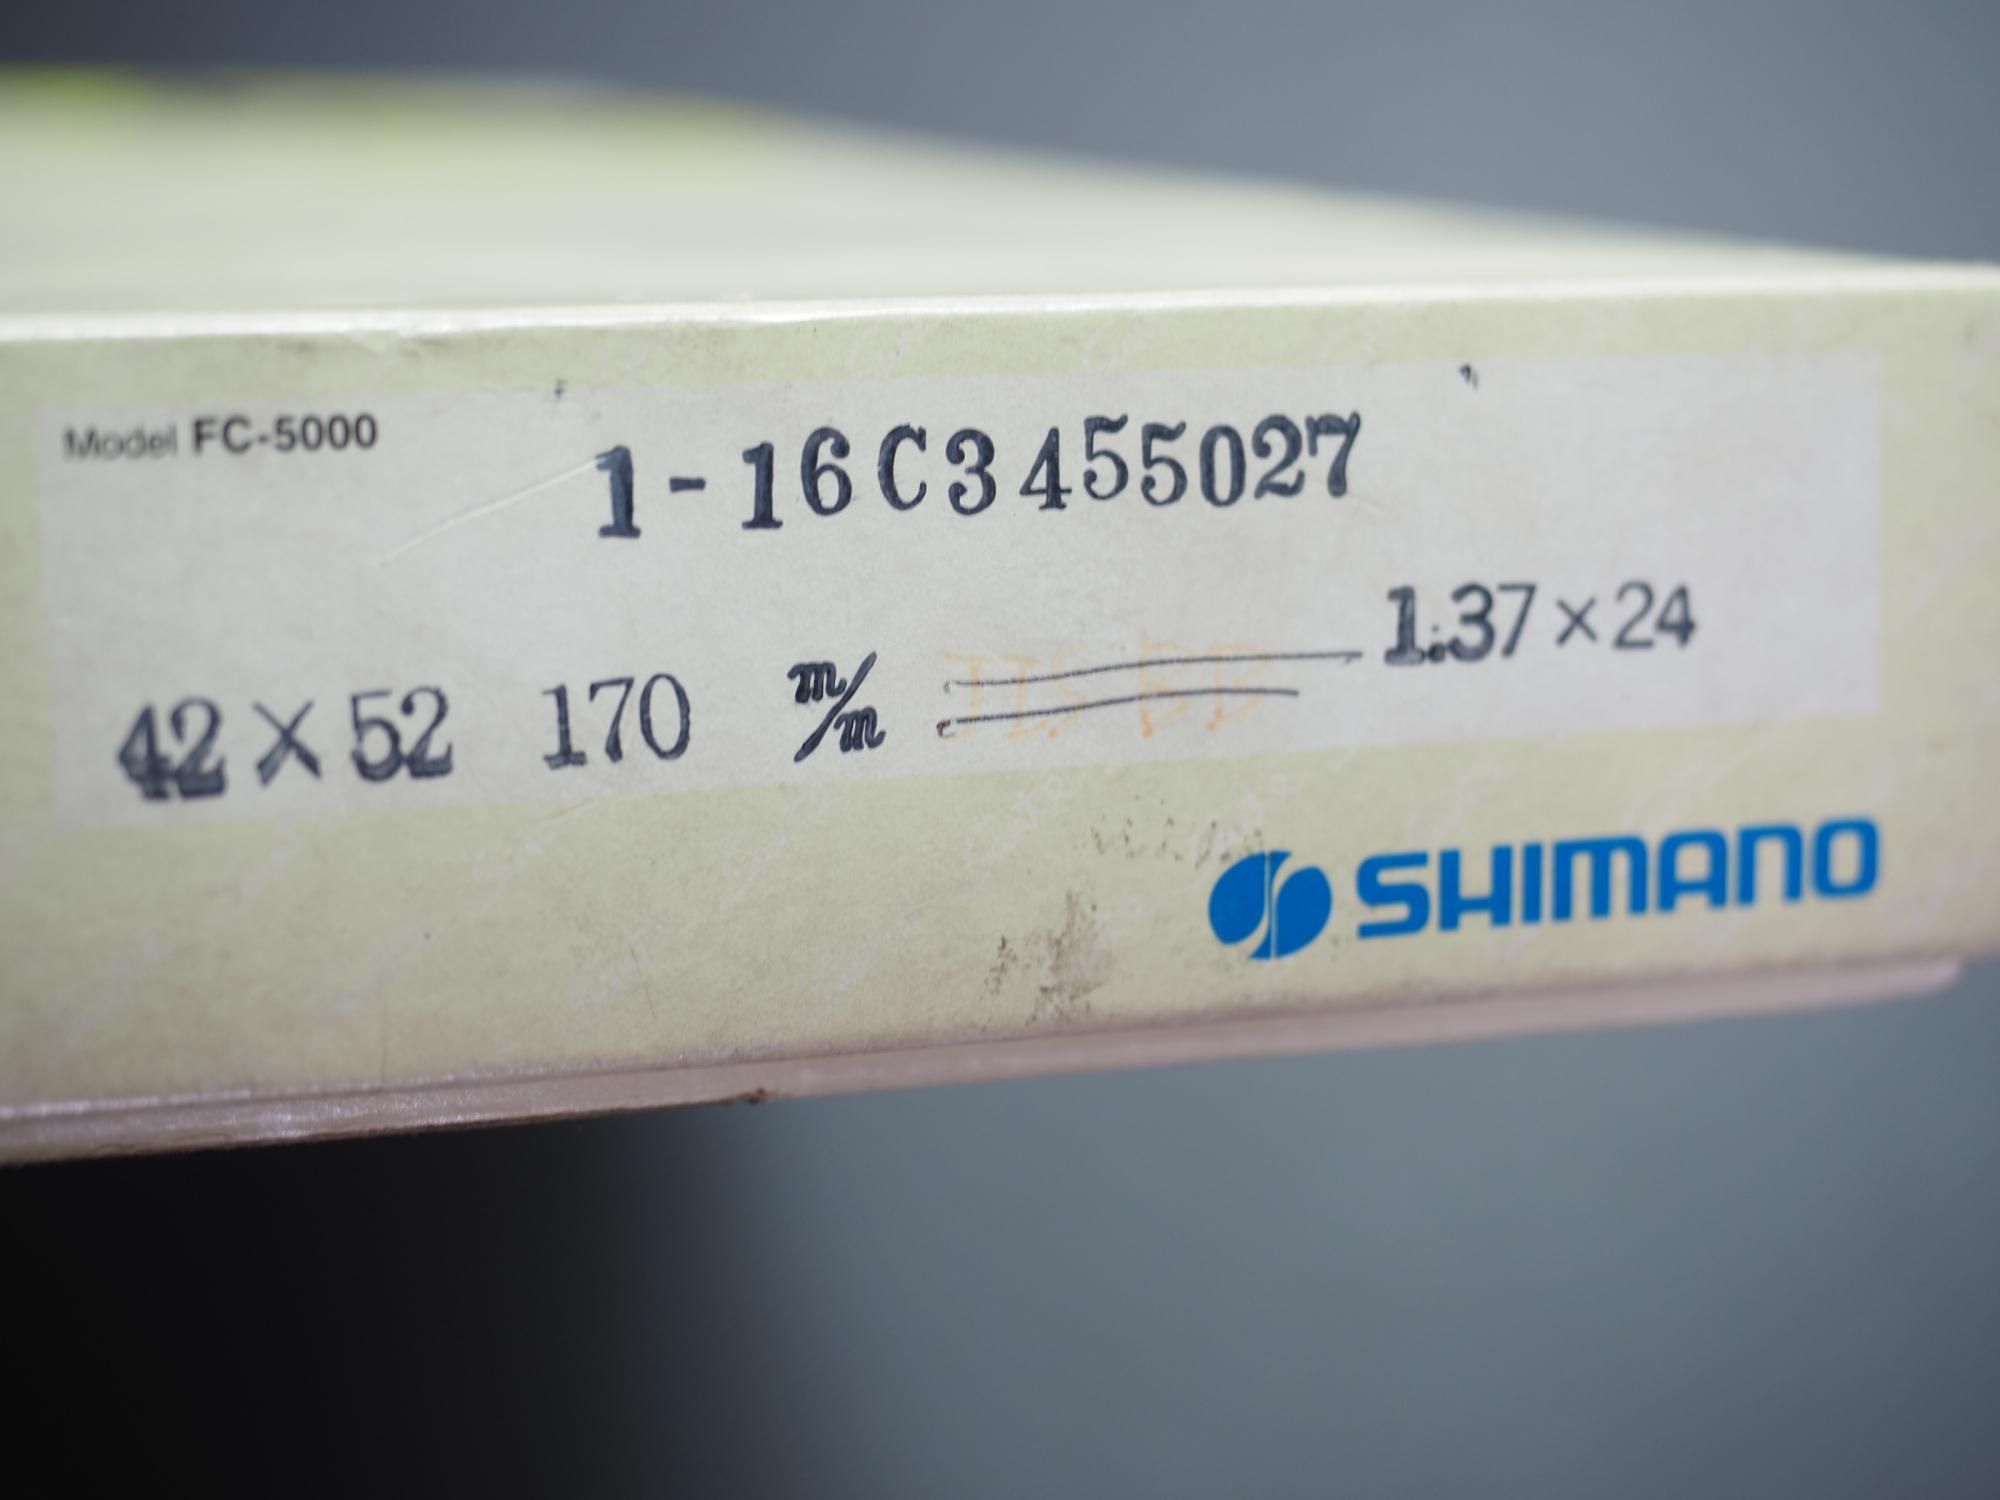 Model FC-5000
1-16C3455027
42×52 170 m/m 1.37×24
SHIMANO